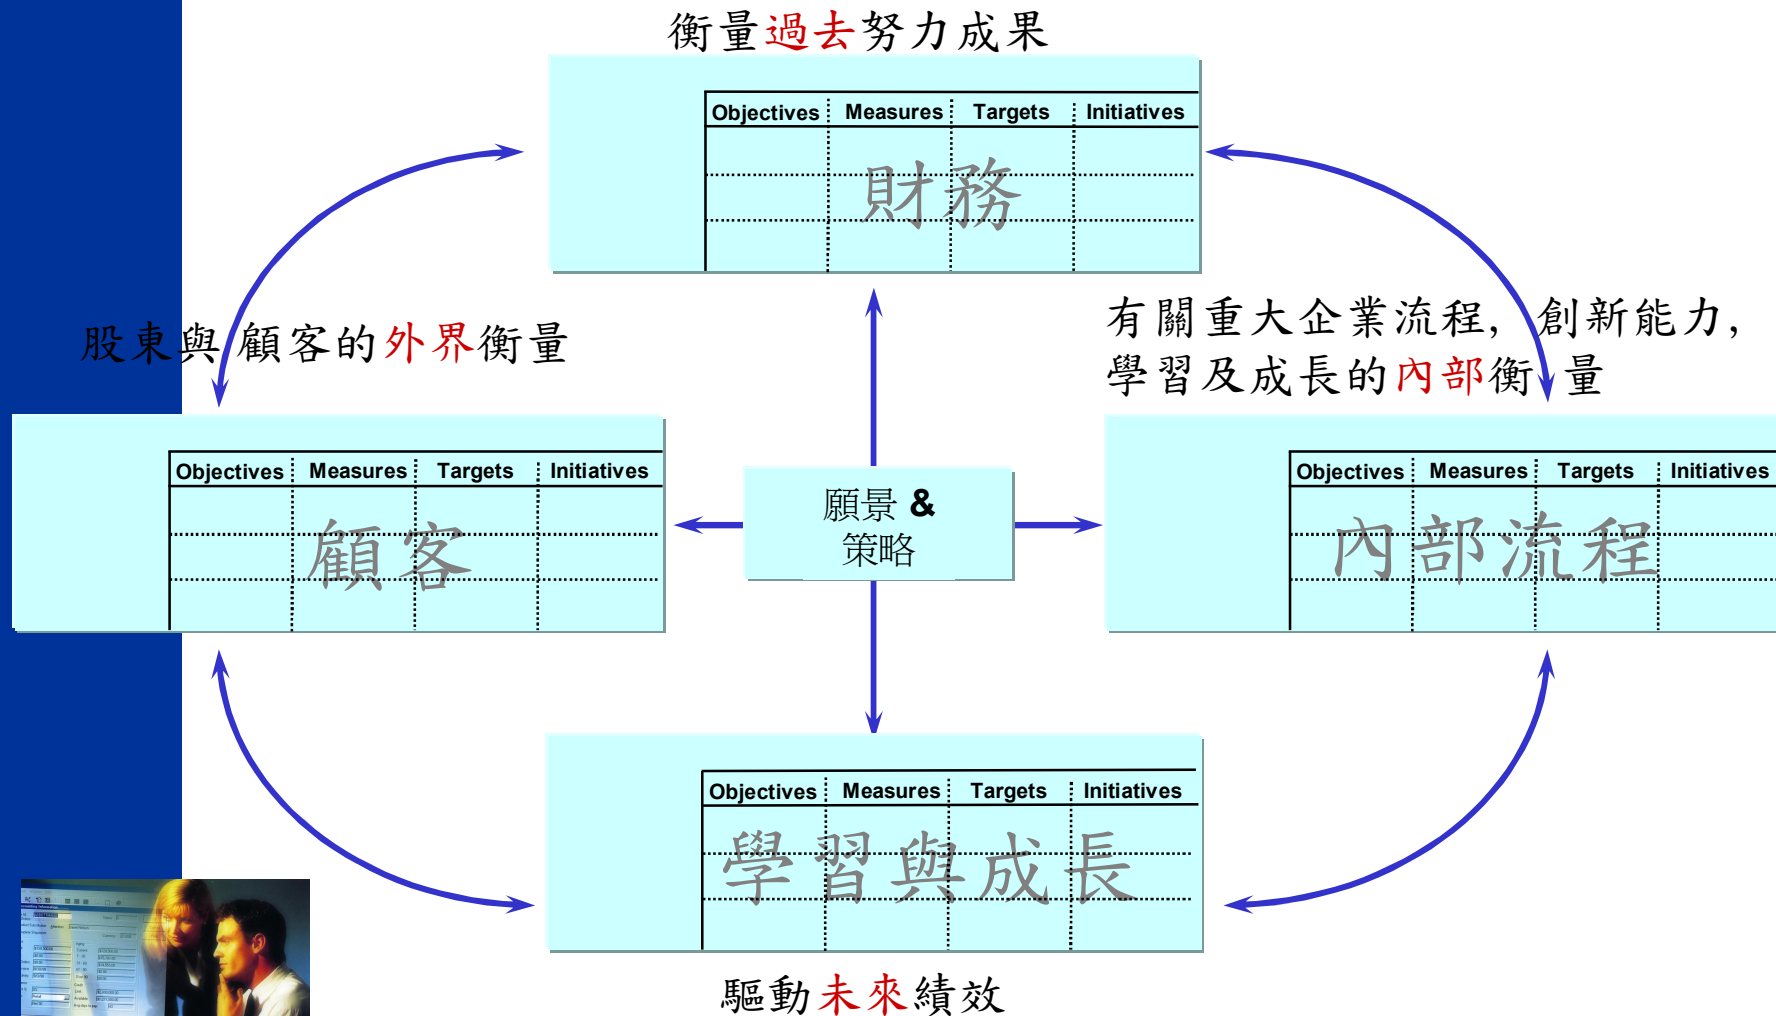 衡量過去努力成果
Objectives Measures Targets Initiatives
財務
股東與 顧客的外界衡量
有關重大企業流程, 創新能力,
學習及成長的內部衡 量
Objectives Measures Targets Initiatives
顧客
願景 &
策略
Objectives Measures Targets Initiatives
內部流程
Objectives Measures Targets Initiatives
學習與成長
驅動未來績效